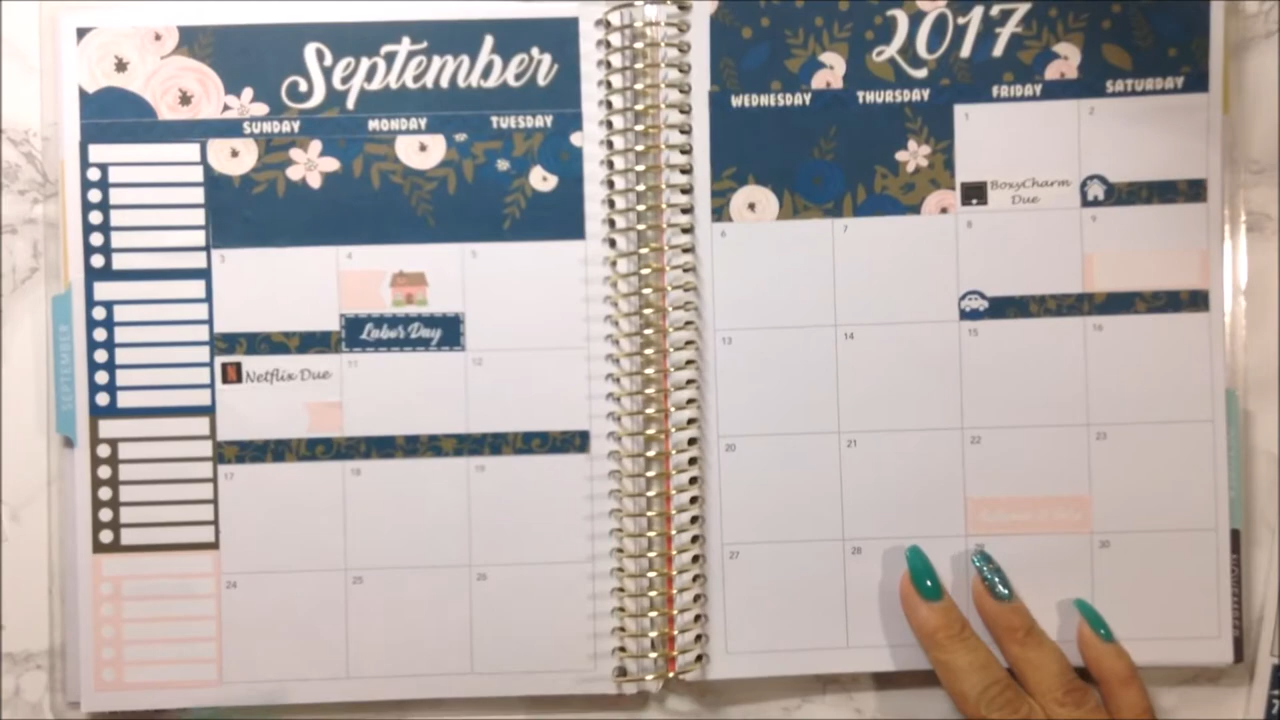 September
2017
SUNDAY
MONDAY
TUESDAY
WEDNESDAY
THURSDAY
FRIDAY
SATURDAY
1
2
BoxyCharm
Due
3
4
5
6
7
8
9
Labor Day
N
Netflix Due
11
12
13
14
15
16
17
18
19
20
21
22
23
24
25
26
27
28
29
30
SEPTEMBER
NOVEMBER